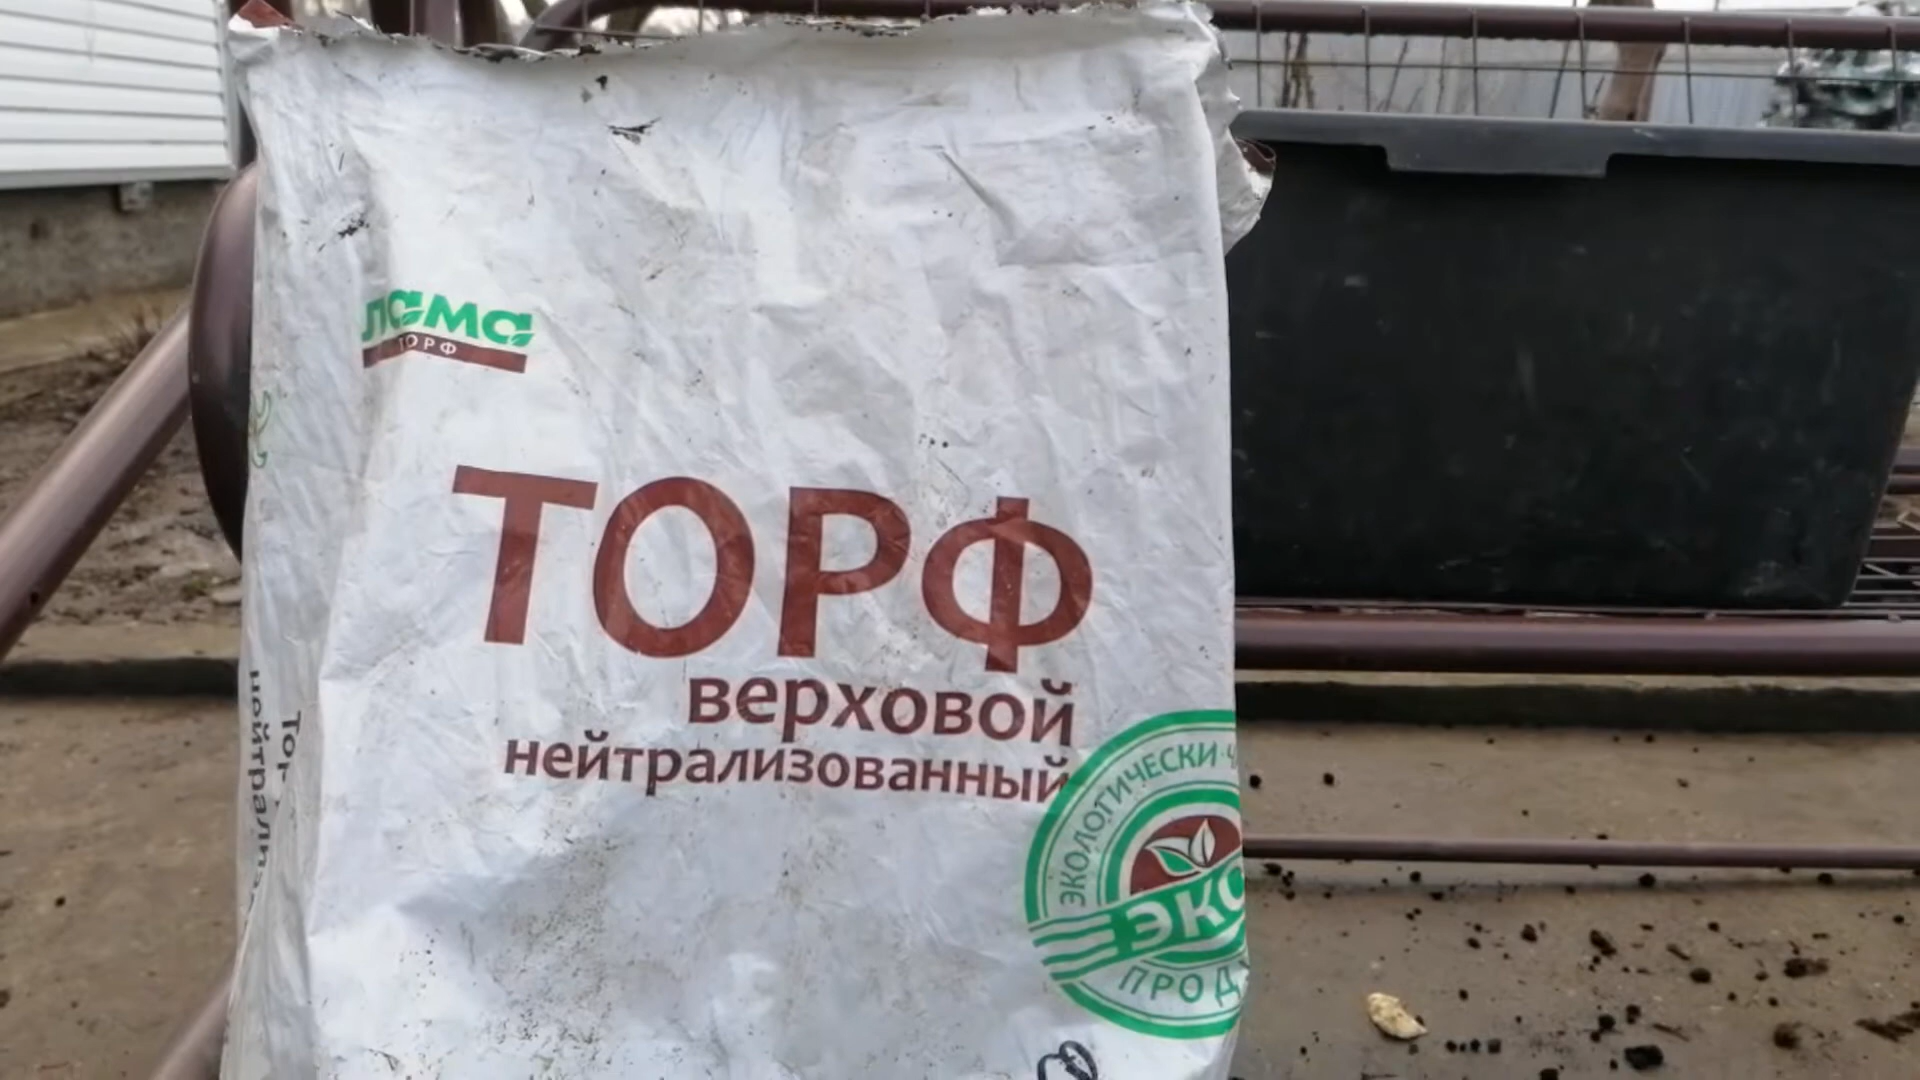 лама
ТОРФ
ТОРФ
верховой
нейтрализованный
ЭКОЛОГИЧЕСКИ
ЭКО